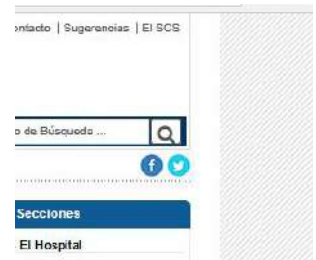 ontacto | Sugerencias | El SCS
o de Búsqueda ...
Secciones
El Hospital